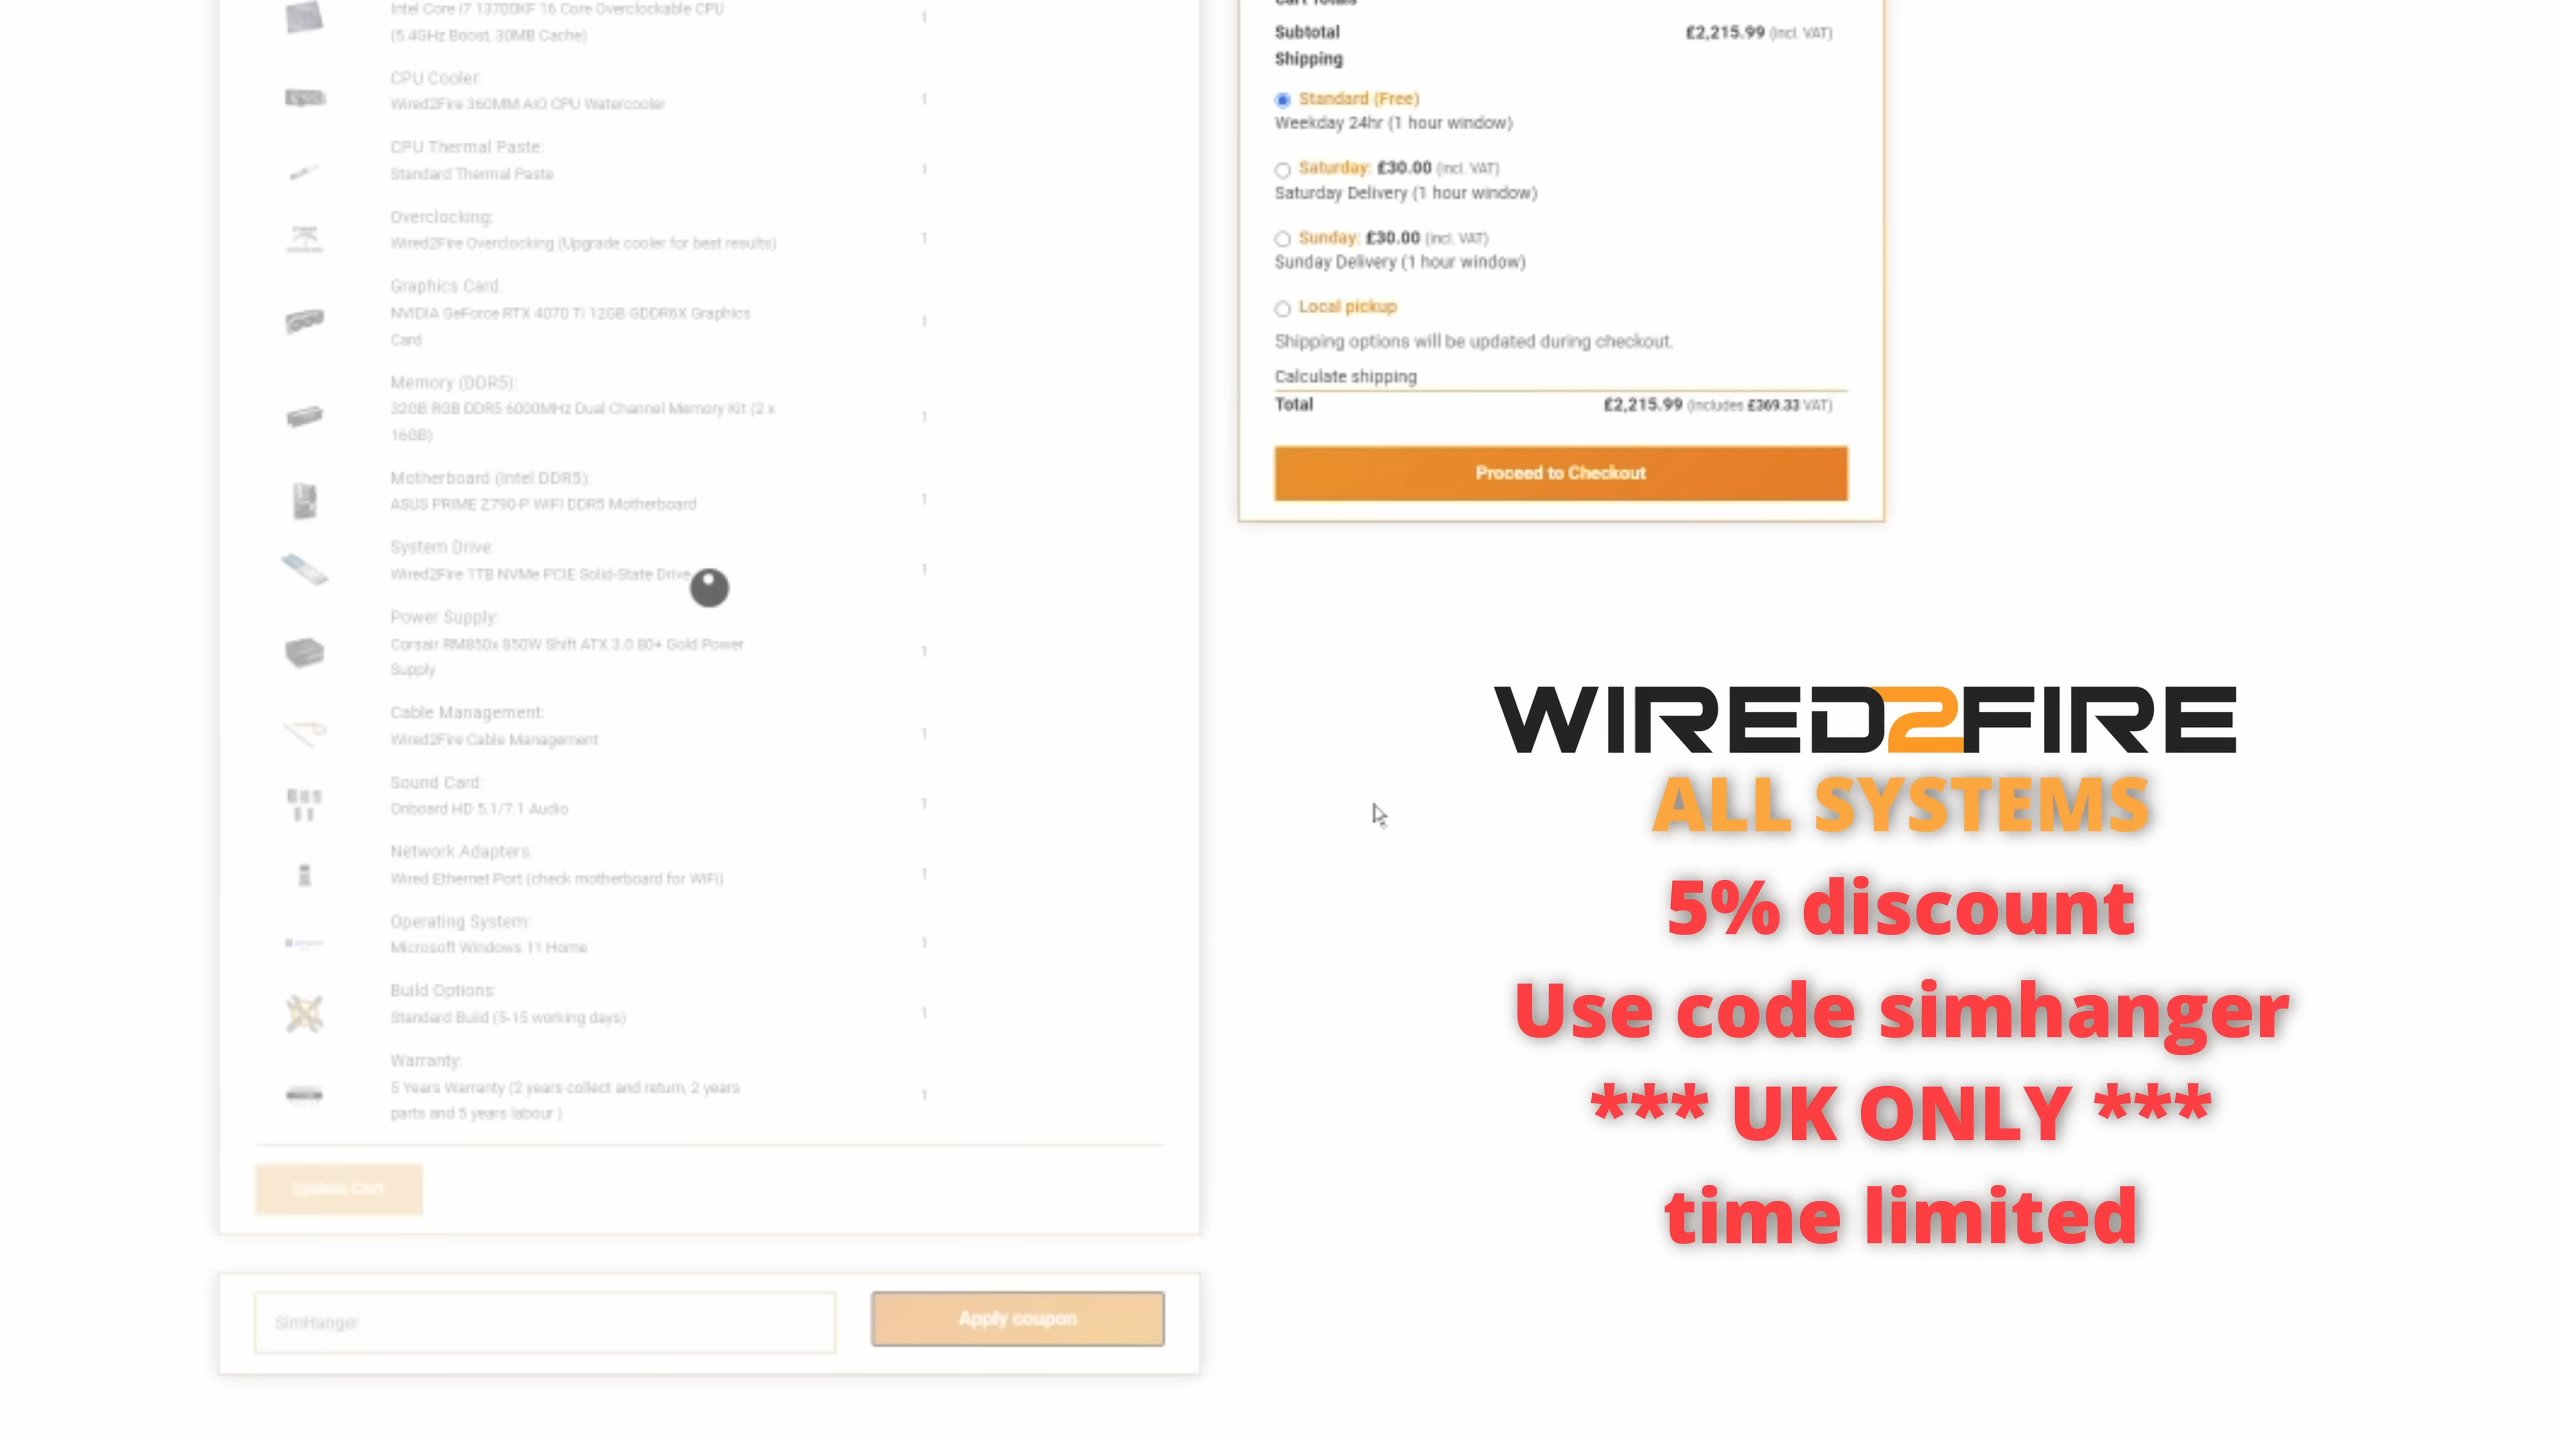 Intel Core i7 13700KF 16 Core Overclockable CPU
(5.4GHz Boost, 30MB Cache)
1
CPU Cooler:
Wired2Fire 360MM AIO CPU Watercooler
1
CPU Thermal Paste:
Standard Thermal Paste
1
Overclocking:
Wired2Fire Overclocking (Upgrade cooler for best results)
1
Graphics Card:
NVIDIA GeForce RTX 4070 Ti 12GB GDDR6X Graphics
Card
1
Memory (DDR5):
32GB RGB DDR5 6000MHz Dual Channel Memory Kit (2 x
16GB)
1
Motherboard (Intel DDR5):
ASUS PRIME Z790-P WIFI DDR5 Motherboard
1
System Drive:
Wired2Fire 1TB NVMe PCIE Solid-State Drive
1
Power Supply:
Corsair RM850x 850W Shift ATX 3.0 80+ Gold Power
Supply
1
Cable Management:
Wired2Fire Cable Management
1
Sound Card:
Onboard HD 5.1/7.1 Audio
1
Network Adapters:
Wired Ethernet Port (check motherboard for WIFI)
1
Operating System:
Microsoft Windows 11 Home
1
Build Options:
Standard Build (5-15 working days)
1
Warranty:
5 Years Warranty (2 years collect and return, 2 years
parts and 5 years labour )
1
Update Cart
SimHanger
Apply coupon
Cart Totals
Subtotal £2,215.99 (incl. VAT)
Shipping
Standard (Free)
Weekday 24hr (1 hour window)
Saturday: £30.00 (incl. VAT)
Saturday Delivery (1 hour window)
Sunday: £30.00 (incl. VAT)
Sunday Delivery (1 hour window)
Local pickup
Shipping options will be updated during checkout.
Calculate shipping
Total £2,215.99 (includes £369.33 VAT)
Proceed to Checkout
WIRED2FIRE
ALL SYSTEMS
5% discount
Use code simhanger
*** UK ONLY ***
time limited